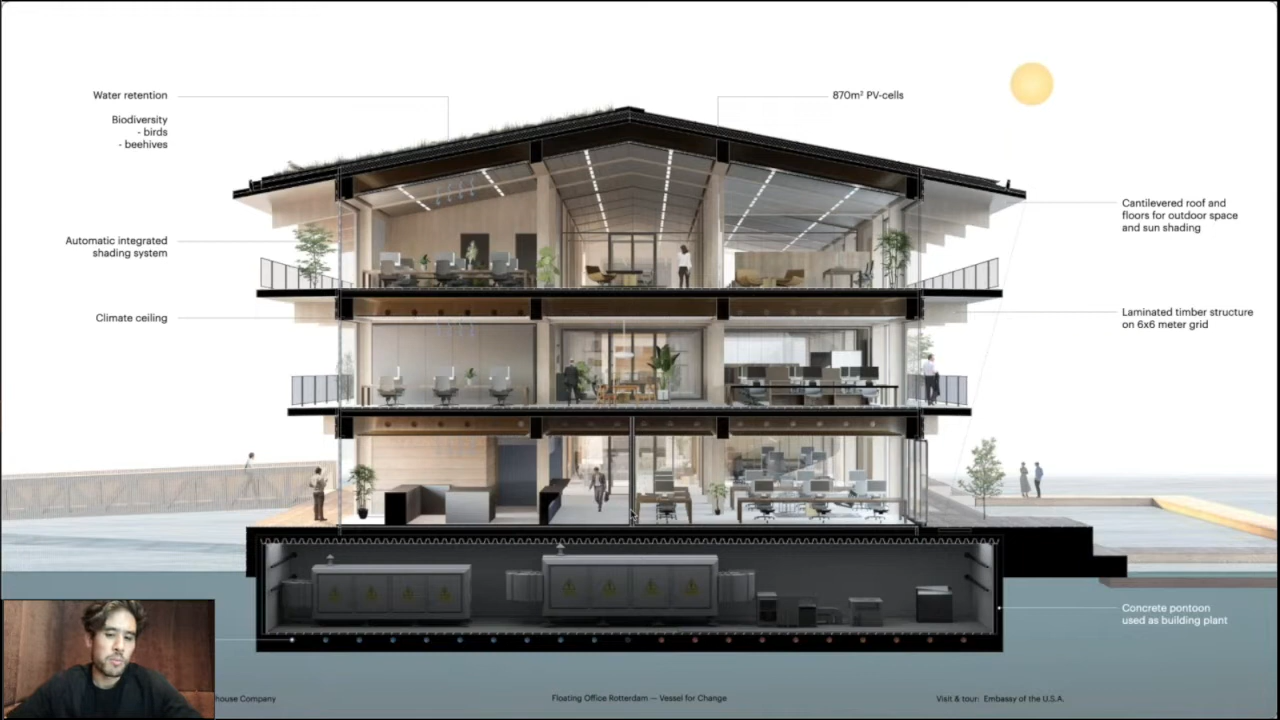 Water retention
Biodiversity
- birds
- beehives
870m² PV-cells
Automatic integrated
shading system
Climate ceiling
Cantilevered roof and
floors for outdoor space
and sun shading
Laminated timber structure
on 6x6 meter grid
Concrete pontoon
used as building plant
house Company
Floating Office Rotterdam — Vessel for Change
Visit & tour: Embassy of the U.S.A.